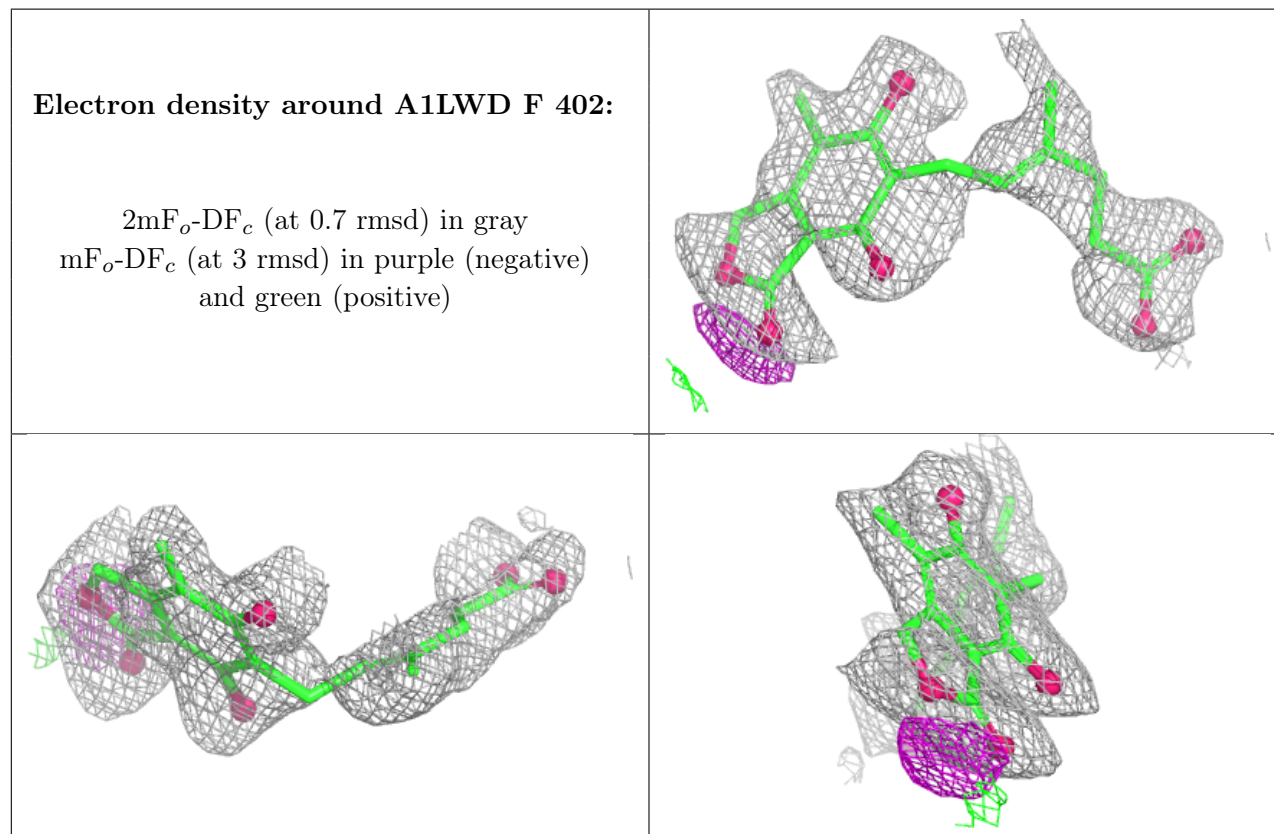 Electron density around A1LWD F 402:
2mFo-DFc (at 0.7 rmsd) in gray
mFo-DFc (at 3 rmsd) in purple (negative)
and green (positive)